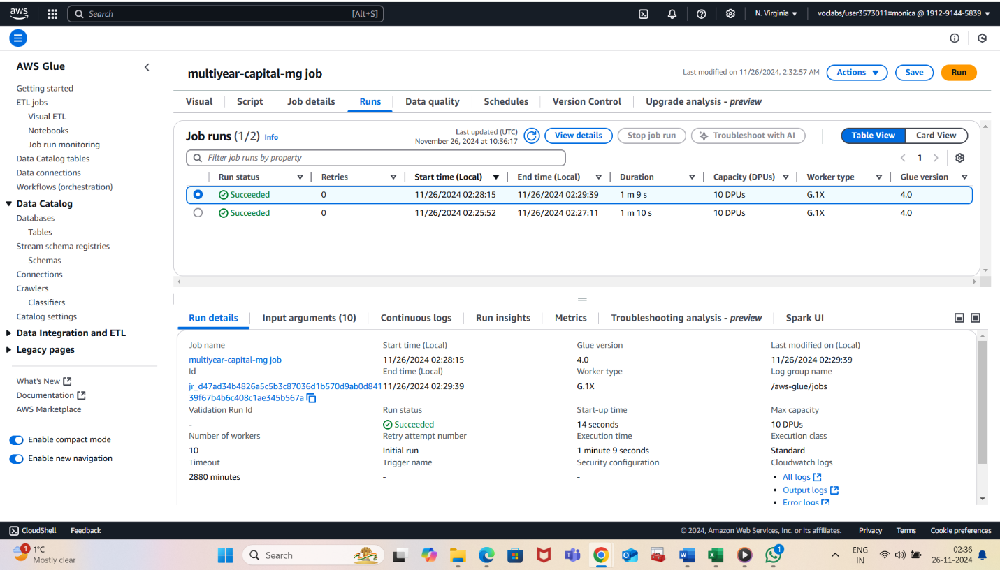 aws
Search [Alt+S]
N. Virginia
voclabs/user3573011=monica @ 1912-9144-5839
AWS Glue
Getting started
ETL jobs
Visual ETL
Notebooks
Job run monitoring
Data Catalog tables
Data connections
Workflows (orchestration)
Data Catalog
Databases
Tables
Stream schema registries
Schemas
Connections
Crawlers
Classifiers
Catalog settings
Data Integration and ETL
Legacy pages
What's New
Documentation
AWS Marketplace
Enable compact mode
Enable new navigation
multiyear-capital-mg job
Last modified on 11/26/2024, 2:32:57 AM
Actions
Save
Run
Visual Script Job details Runs Data quality Schedules Version Control Upgrade analysis - preview
Job runs (1/2) Info
Last updated (UTC)
November 26, 2024 at 10:36:17
View details
Stop job run
Troubleshoot with AI
Table View Card View
Filter job runs by property
1
Run status Retries Start time (Local) End time (Local) Duration Capacity (DPUs) Worker type Glue version
Succeeded 0 11/26/2024 02:28:15 11/26/2024 02:29:39 1 m 9 s 10 DPUs G.1X 4.0
Succeeded 0 11/26/2024 02:25:52 11/26/2024 02:27:11 1 m 10 s 10 DPUs G.1X 4.0
Run details Input arguments (10) Continuous logs Run insights Metrics Troubleshooting analysis - preview Spark UI
Job name Start time (Local) Glue version Last modified on (Local)
multiyear-capital-mg job 11/26/2024 02:28:15 4.0 11/26/2024 02:29:39
Id End time (Local) Worker type Log group name
jr_d47ad34b4826a5c5b3c87036d1b570d9ab0d841 11/26/2024 02:29:39 G.1X /aws-glue/jobs
39f67b4b6c408c1ae345b567a
Validation Run Id Run status Start-up time Max capacity
- Succeeded 14 seconds 10 DPUs
Number of workers Retry attempt number Execution time Execution class
10 Initial run 1 minute 9 seconds Standard
Timeout Trigger name Security configuration Cloudwatch logs
2880 minutes - - • All logs
• Output logs
• Error logs
CloudShell Feedback © 2024, Amazon Web Services, Inc. or its affiliates. Privacy Terms Cookie preferences
1
1°C
Mostly clear
Search
1
ENG
IN
02:36
26-11-2024